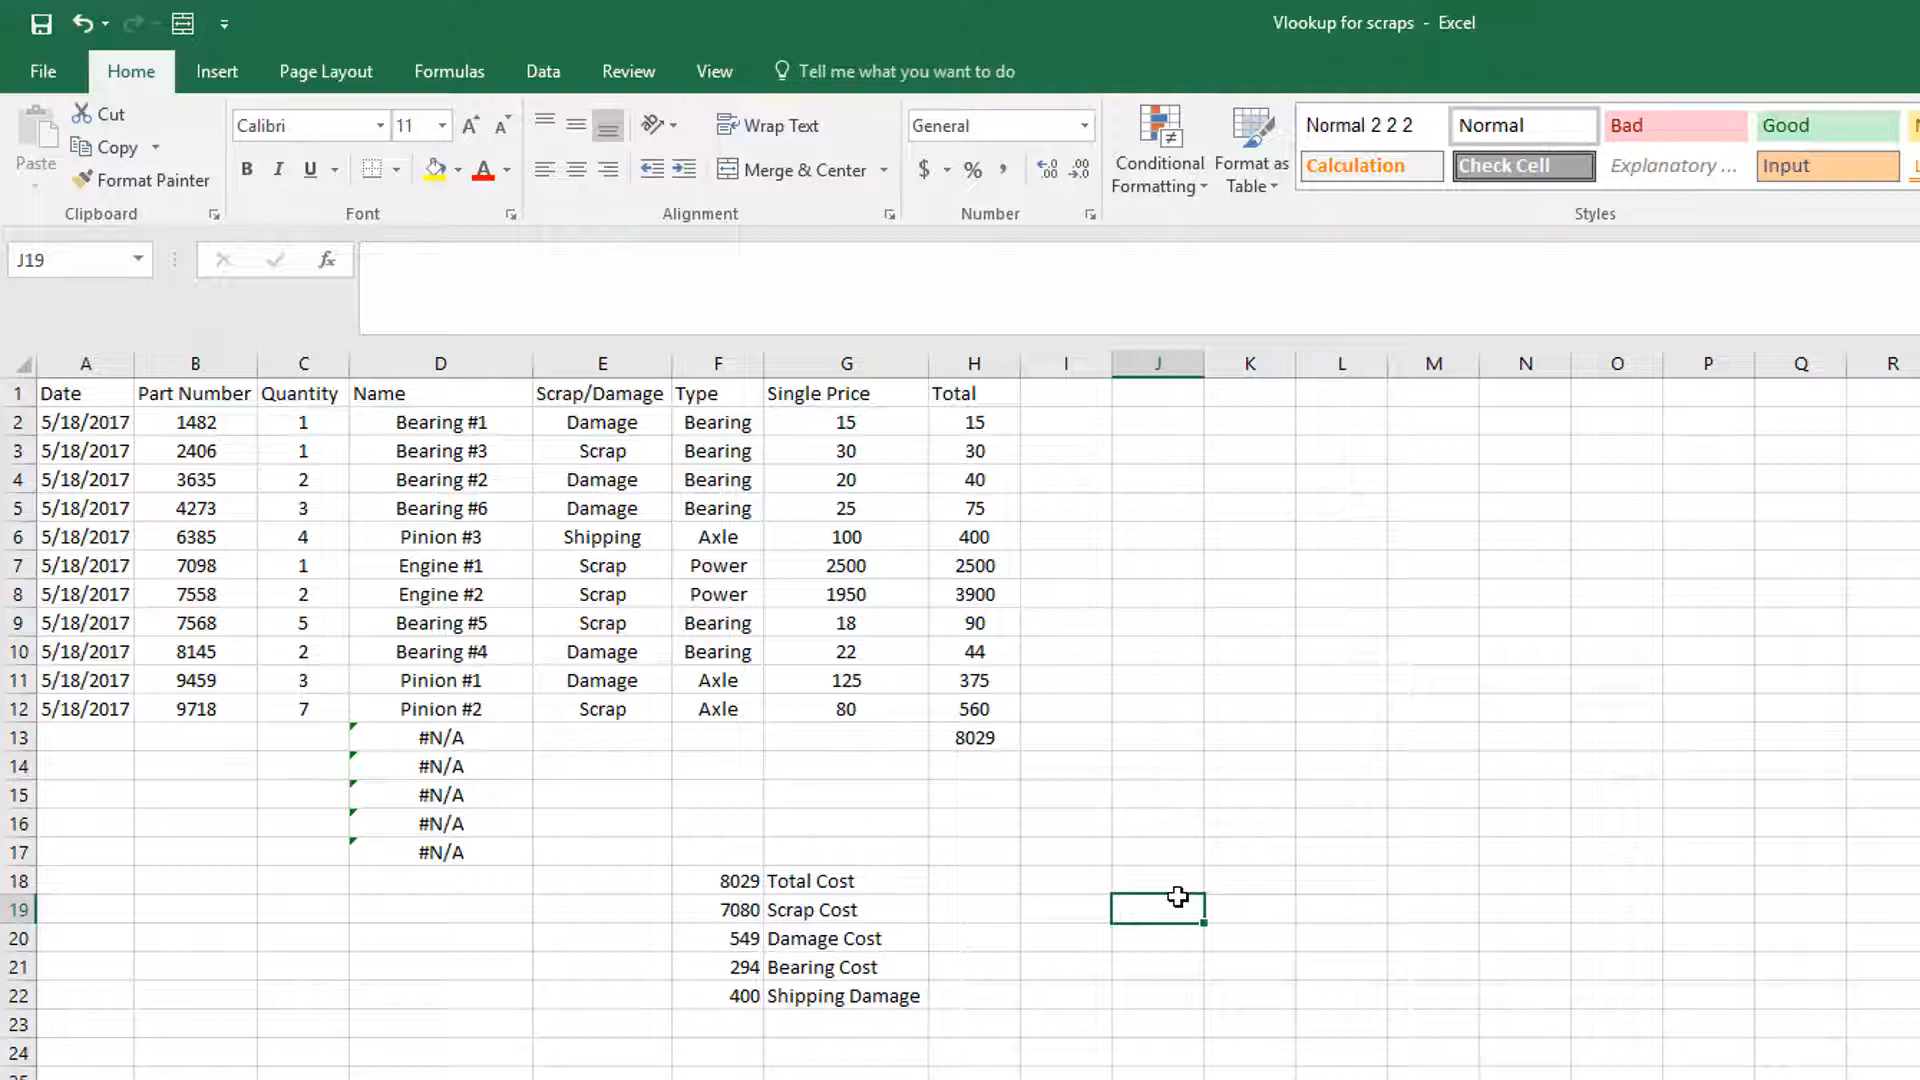 Vlookup for scraps - Excel
File Home Insert Page Layout Formulas Data Review View Tell me what you want to do
Cut
Copy
Format Painter
Paste
Clipboard
Calibri 11
B I U A
Font
Wrap Text
Merge & Center
Alignment
General
$ % ,
Number
Conditional Formatting
Format as Table
Normal 2 2 2 Normal Bad Good
Calculation Check Cell Explanatory ... Input
Styles
J19 fx
A B C D E F G H I J K L M N O P Q R
1 Date Part Number Quantity Name Scrap/Damage Type Single Price Total
2 5/18/2017 1482 1 Bearing #1 Damage Bearing 15 15
3 5/18/2017 2406 1 Bearing #3 Scrap Bearing 30 30
4 5/18/2017 3635 2 Bearing #2 Damage Bearing 20 40
5 5/18/2017 4273 3 Bearing #6 Damage Bearing 25 75
6 5/18/2017 6385 4 Pinion #3 Shipping Axle 100 400
7 5/18/2017 7098 1 Engine #1 Scrap Power 2500 2500
8 5/18/2017 7558 2 Engine #2 Scrap Power 1950 3900
9 5/18/2017 7568 5 Bearing #5 Scrap Bearing 18 90
10 5/18/2017 8145 2 Bearing #4 Damage Bearing 22 44
11 5/18/2017 9459 3 Pinion #1 Damage Axle 125 375
12 5/18/2017 9718 7 Pinion #2 Scrap Axle 80 560
13 #N/A 8029
14 #N/A
15 #N/A
16 #N/A
17 #N/A
18 8029 Total Cost
19 7080 Scrap Cost
20 549 Damage Cost
21 294 Bearing Cost
22 400 Shipping Damage
23
24